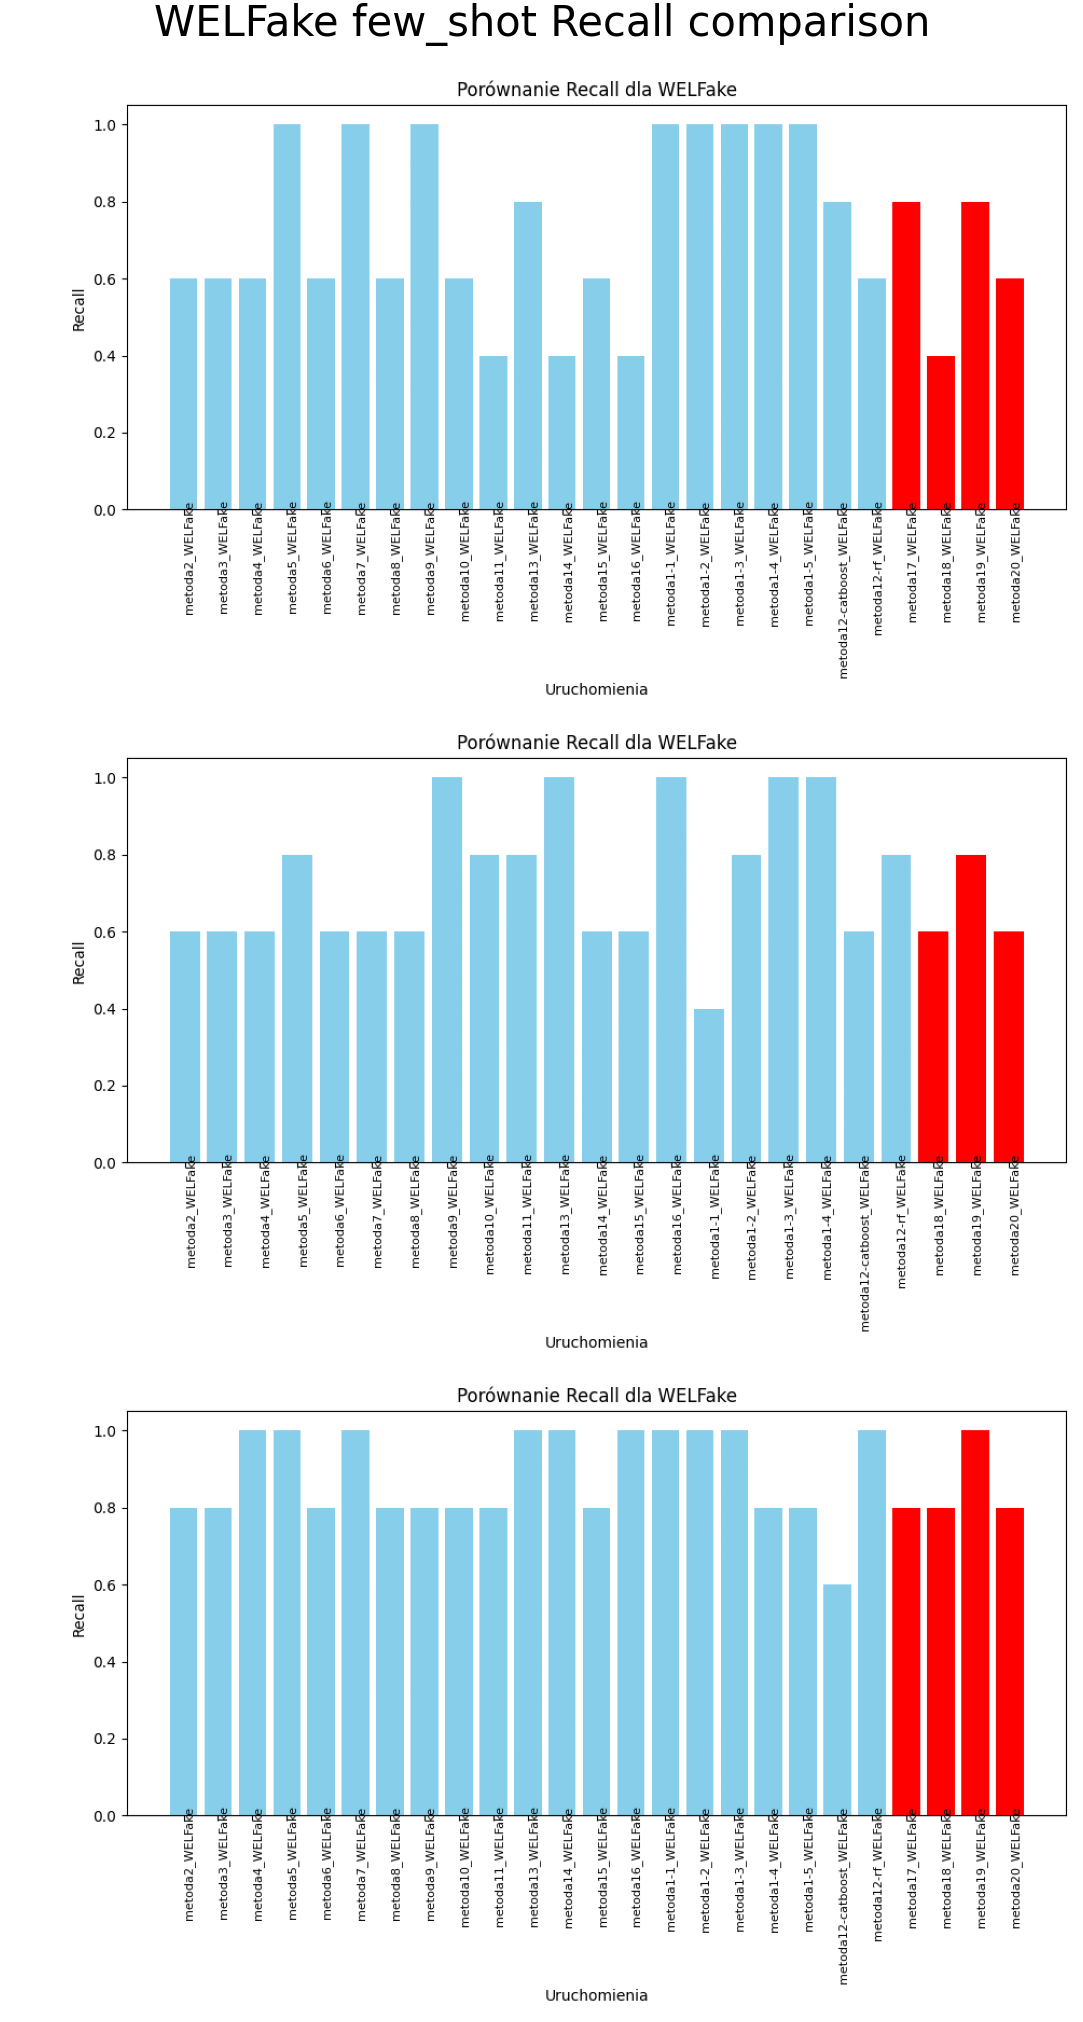 WELFake few_shot Recall comparison
Porównanie Recall dla WELFake
Recall
1.0
0.8
0.6
0.4
0.2
0.0
metoda2_WELFake
metoda3_WELFake
metoda4_WELFake
metoda5_WELFake
metoda6_WELFake
metoda7_WELFake
metoda8_WELFake
metoda9_WELFake
metoda10_WELFake
metoda11_WELFake
metoda13_WELFake
metoda14_WELFake
metoda15_WELFake
metoda16_WELFake
metoda1-1_WELFake
metoda1-2_WELFake
metoda1-3_WELFake
metoda1-4_WELFake
metoda1-5_WELFake
metoda12-catboost_WELFake
metoda12-rf_WELFake
metoda17_WELFake
metoda18_WELFake
metoda19_WELFake
metoda20_WELFake
Uruchomienia
Porównanie Recall dla WELFake
Recall
1.0
0.8
0.6
0.4
0.2
0.0
metoda2_WELFake
metoda3_WELFake
metoda4_WELFake
metoda5_WELFake
metoda6_WELFake
metoda7_WELFake
metoda8_WELFake
metoda9_WELFake
metoda10_WELFake
metoda11_WELFake
metoda13_WELFake
metoda14_WELFake
metoda15_WELFake
metoda16_WELFake
metoda1-1_WELFake
metoda1-2_WELFake
metoda1-3_WELFake
metoda1-4_WELFake
metoda12-catboost_WELFake
metoda12-rf_WELFake
metoda18_WELFake
metoda19_WELFake
metoda20_WELFake
Uruchomienia
Porównanie Recall dla WELFake
Recall
1.0
0.8
0.6
0.4
0.2
0.0
metoda2_WELFake
metoda3_WELFake
metoda4_WELFake
metoda5_WELFake
metoda6_WELFake
metoda7_WELFake
metoda8_WELFake
metoda9_WELFake
metoda10_WELFake
metoda11_WELFake
metoda13_WELFake
metoda14_WELFake
metoda15_WELFake
metoda16_WELFake
metoda1-1_WELFake
metoda1-2_WELFake
metoda1-3_WELFake
metoda1-4_WELFake
metoda1-5_WELFake
metoda12-catboost_WELFake
metoda12-rf_WELFake
metoda17_WELFake
metoda18_WELFake
metoda19_WELFake
metoda20_WELFake
Uruchomienia